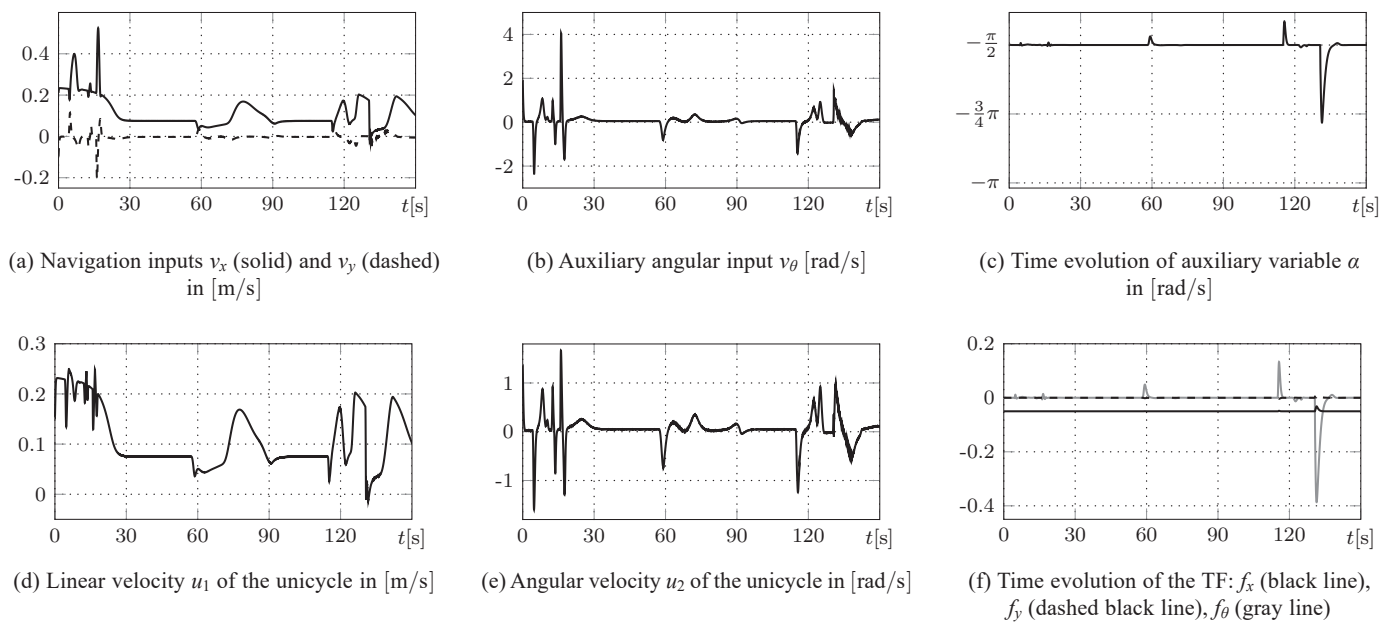 0.4
0.2
0
-0.2
0 30 60 90 120 t[s]
(a) Navigation inputs vₓ (solid) and v_y (dashed)
in [m/s]
4
2
0
-2
0 30 60 90 120 t[s]
(b) Auxiliary angular input v_θ [rad/s]
−π/2
−3/4π
−π
0 30 60 90 120 t[s]
(c) Time evolution of auxiliary variable α
in [rad/s]
0.3
0.2
0.1
0
0 30 60 90 120 t[s]
(d) Linear velocity u₁ of the unicycle in [m/s]
1
0
-1
0 30 60 90 120 t[s]
(e) Angular velocity u₂ of the unicycle in [rad/s]
0.2
0
-0.2
-0.4
0 30 60 90 120 t[s]
(f) Time evolution of the TF: fₓ (black line),
f_y (dashed black line), f_θ (gray line)